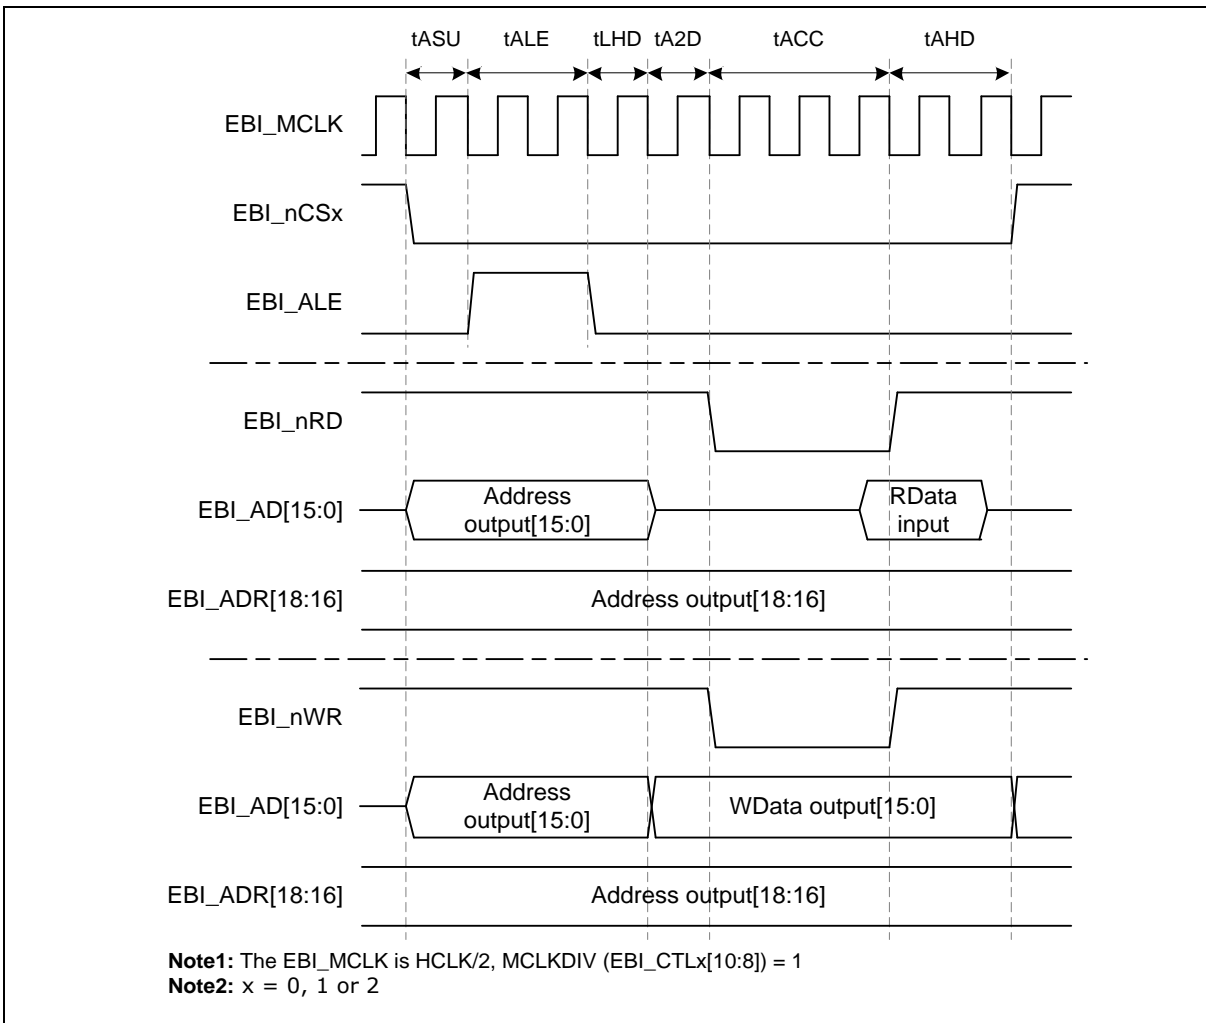 tASU tALE tLHD tA2D tACC tAHD
EBI_MCLK
EBI_nCSx
EBI_ALE
EBI_nRD
EBI_AD[15:0]
Address
output[15:0]
RData
input
EBI_ADR[18:16]
Address output[18:16]
EBI_nWR
EBI_AD[15:0]
Address
output[15:0]
WData output[15:0]
EBI_ADR[18:16]
Address output[18:16]
Note1: The EBI_MCLK is HCLK/2, MCLKDIV (EBI_CTLx[10:8]) = 1
Note2: x = 0, 1 or 2